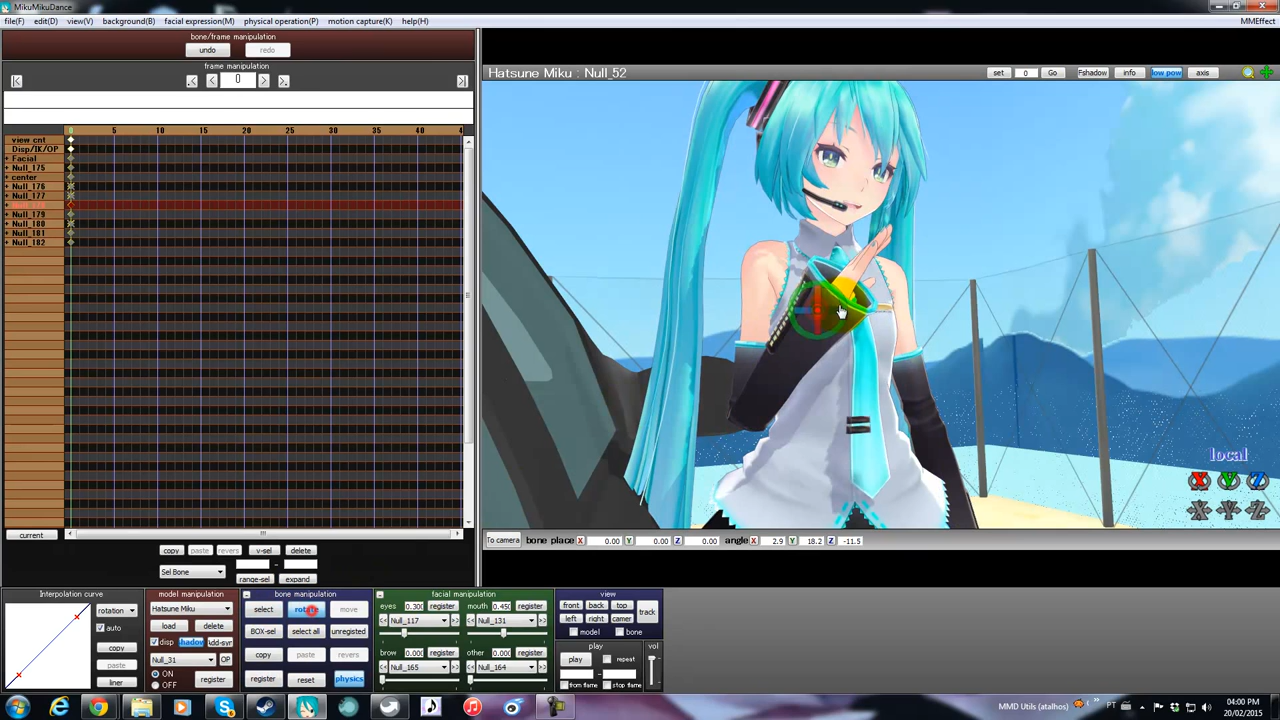 MikuMikuDance
file(F) edit(D) view(V) background(B) facial expression(M) physical operation(P) motion capture(K) help(H) MMEffect
bone/frame manipulation
undo redo
frame manipulation
0
Hatsune Miku : Null_52
set 0 Go Fshadow info low pow axis
0 5 10 15 20 25 30 35 40 4
view cnt
Disp/IK/OP
+ Facial
+ Null_175
+ center
+ Null_176
+ Null_177
+ Null_179
+ Null_180
+ Null_181
+ Null_182
local
X Y Z
X Y Z
current
To camera bone place X 0.00 Y 0.00 Z 0.00 angle X 2.9 Y 18.2 Z -11.5
copy paste revers v-sel delete
Sel Bone -
range-sel expand
Interpolation curve
rotation
auto
copy
paste
liner
model manipulation
Hatsune Miku
load delete
disp shadow add-syn
Null_31 OP
ON
OFF register
bone manipulation
select
move
BOX-sel select all unregisted
copy paste revers
register reset physics
facial manipulation
eyes 0.300 register mouth 0.450 register
<< Null_117 >> << Null_131 >>
brow 0.000 register other 0.000 register
<< Null_165 >> << Null_164 >>
view
front back top
left right camer track
model bone
play
play repeat
-
from flame stop flame
vol
MMD Utils (atalhos) » PT
04:00 PM
20/02/2015